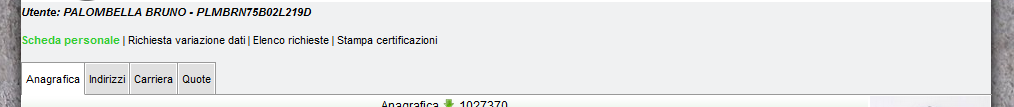 Utente: PALOMBELLA BRUNO - PLMBRN75B02L219D
Scheda personale | Richiesta variazione dati | Elenco richieste | Stampa certificazioni
Anagrafica Indirizzi Carriera Quote
Anagrafica 1027370